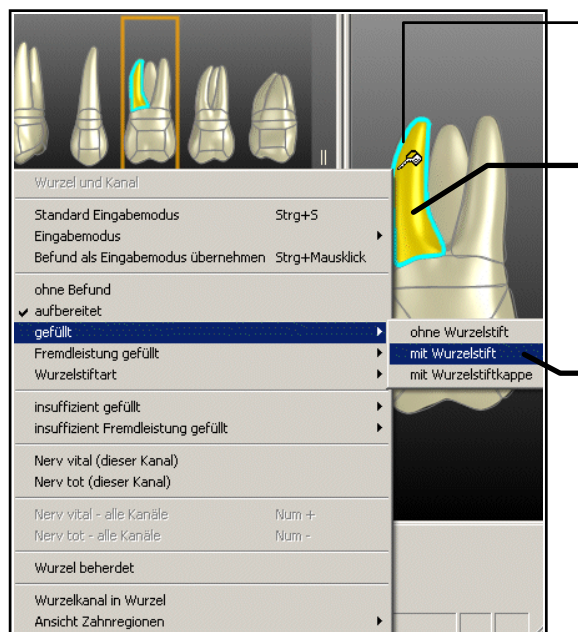 Wurzel und Kanal
Standard Eingabemodus Strg+S
Eingabemodus
Befund als Eingabemodus übernehmen Strg+Mausklick
ohne Befund
aufbereitet
gefüllt
Fremdleistung gefüllt
Wurzelstiftart
ohne Wurzelstift
mit Wurzelstift
mit Wurzelstiftkappe
insuffizient gefüllt
insuffizient Fremdleistung gefüllt
Nerv vital (dieser Kanal)
Nerv tot (dieser Kanal)
Nerv vital - alle Kanäle Num +
Nerv tot - alle Kanäle Num -
Wurzel beherdet
Wurzelkanal in Wurzel
Ansicht Zahnregionen